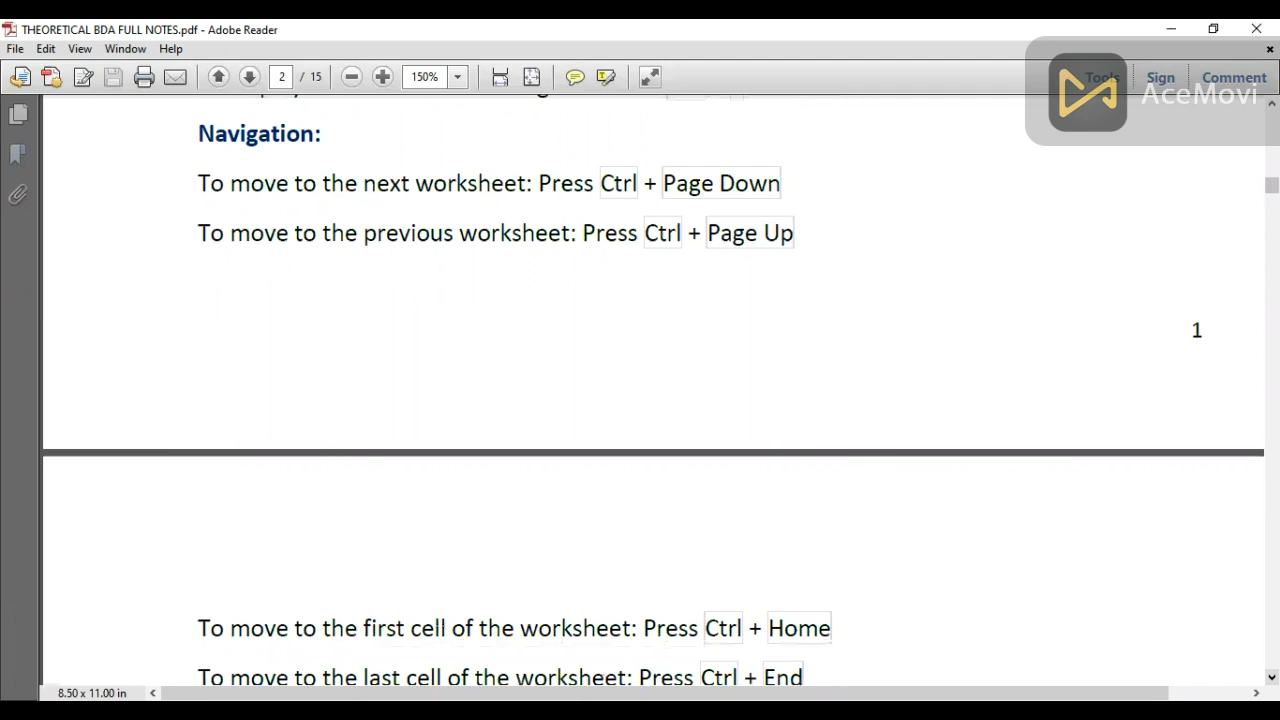 THEORETICAL BDA FULL NOTES.pdf - Adobe Reader
File Edit View Window Help
2 / 15 150% Tools Sign Comment
AceMovi
Navigation:
To move to the next worksheet: Press Ctrl + Page Down
To move to the previous worksheet: Press Ctrl + Page Up
1
To move to the first cell of the worksheet: Press Ctrl + Home
To move to the last cell of the worksheet: Press Ctrl + End
8.50 x 11.00 in